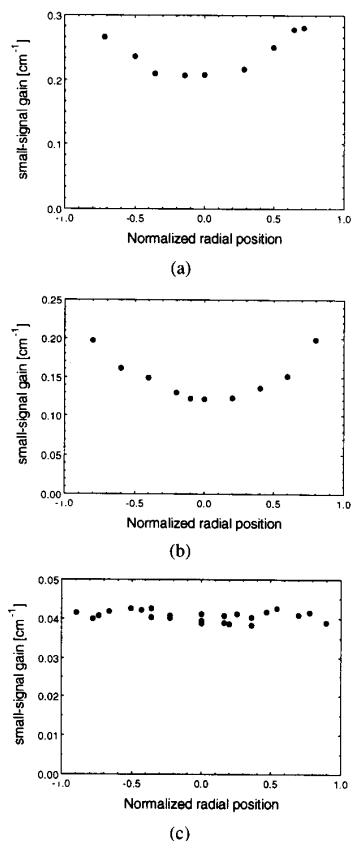 0.3
0.2
0.1
0.0
small-signal gain [cm-1]
-1.0 -0.5 0.0 0.5 1.0
Normalized radial position
(a)
0.25
0.20
0.15
0.10
0.05
0.00
small-signal gain [cm-1]
-1.0 -0.5 0.0 0.5 1.0
Normalized radial position
(b)
0.05
0.04
0.03
0.02
0.01
0.00
small-signal gain [cm-1]
-1.0 -0.5 0.0 0.5 1.0
Normalized radial position
(c)